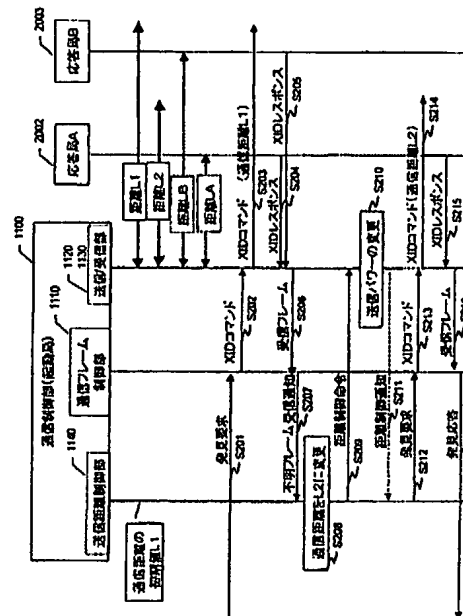 1100
通信制御部(起動局)
1140
送信距離制御部
1110
通信フレーム
制御部
1120
1130
送信/受信部
2002
応答局A
2003
応答局B
通信距離の
初期値L1
距離L1
距離L2
距離LB
距離LA
発見要求
S201
XIDコマンド
S202
XIDコマンド
(通信距離L1)
S203
XIDレスポンス
S204
XIDレスポンス
S205
受信フレーム
S206
不明フレーム受信通知
S207
通信距離をL2に変更
S208
距離制御命令
S209
送信パワーの変更
S210
距離制御通知
S211
発見要求
S212
XIDコマンド
S213
XIDコマンド(通信距離L2)
S214
XIDレスポンス
S215
受信フレーム
発見応答